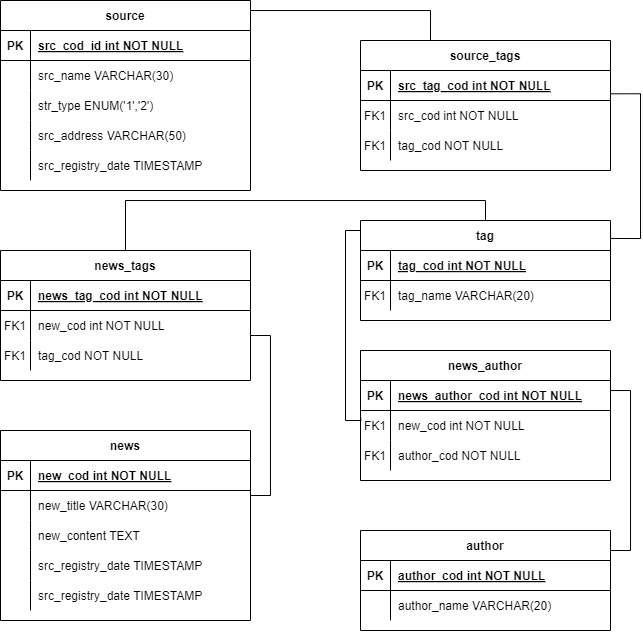 source
PK src_cod_id int NOT NULL
src_name VARCHAR(30)
str_type ENUM('1','2')
src_address VARCHAR(50)
src_registry_date TIMESTAMP
source_tags
PK src_tag_cod int NOT NULL
FK1 src_cod int NOT NULL
FK1 tag_cod NOT NULL
news_tags
PK news_tag_cod int NOT NULL
FK1 new_cod int NOT NULL
FK1 tag_cod NOT NULL
tag
PK tag_cod int NOT NULL
FK1 tag_name VARCHAR(20)
news_author
PK news_author_cod int NOT NULL
FK1 new_cod int NOT NULL
FK1 author_cod NOT NULL
news
PK new_cod int NOT NULL
new_title VARCHAR(30)
new_content TEXT
src_registry_date TIMESTAMP
src_registry_date TIMESTAMP
author
PK author_cod int NOT NULL
author_name VARCHAR(20)